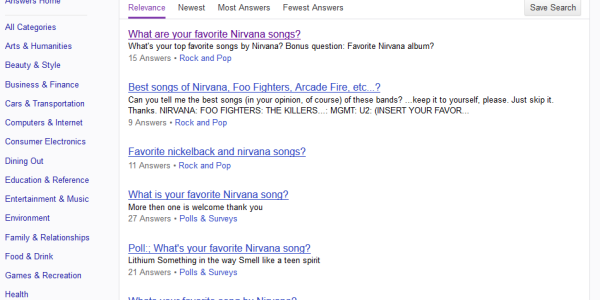 Answers Home
Relevance Newest Most Answers Fewest Answers Save Search
All Categories
Arts & Humanities
Beauty & Style
Business & Finance
Cars & Transportation
Computers & Internet
Consumer Electronics
Dining Out
Education & Reference
Entertainment & Music
Environment
Family & Relationships
Food & Drink
Games & Recreation
Health
What are your favorite Nirvana songs?
What's your top favorite songs by Nirvana? Bonus question: Favorite Nirvana album?
15 Answers • Rock and Pop
Best songs of Nirvana, Foo Fighters, Arcade Fire, etc...?
Can you tell me the best songs (in your opinion, of course) of these bands? ...keep it to yourself, please. Just skip it.
Thanks. NIRVANA: FOO FIGHTERS: THE KILLERS...: MGMT: U2: (INSERT YOUR FAVOR...
9 Answers • Rock and Pop
Favorite nickelback and nirvana songs?
11 Answers • Rock and Pop
What is your favorite Nirvana song?
More then one is welcome thank you
27 Answers • Polls & Surveys
Poll:; What's your favorite Nirvana song?
Lithium Something in the way Smell like a teen spirit
21 Answers • Polls & Surveys
Whats your favorite song by Nirvana?